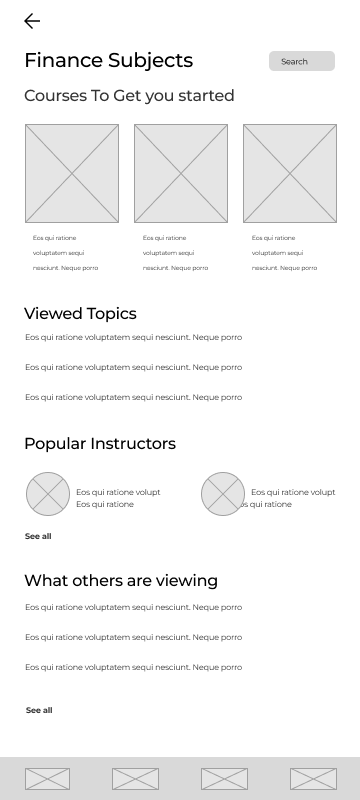 Finance Subjects
Search
Courses To Get you started
Eos qui ratione
voluptatem sequi
nesciunt. Neque porro
Eos qui ratione
voluptatem sequi
nesciunt. Neque porro
Eos qui ratione
voluptatem sequi
nesciunt. Neque porro
Viewed Topics
Eos qui ratione voluptatem sequi nesciunt. Neque porro
Eos qui ratione voluptatem sequi nesciunt. Neque porro
Eos qui ratione voluptatem sequi nesciunt. Neque porro
Popular Instructors
Eos qui ratione volupt
Eos qui ratione
Eos qui ratione volupt
os qui ratione
See all
What others are viewing
Eos qui ratione voluptatem sequi nesciunt. Neque porro
Eos qui ratione voluptatem sequi nesciunt. Neque porro
Eos qui ratione voluptatem sequi nesciunt. Neque porro
See all